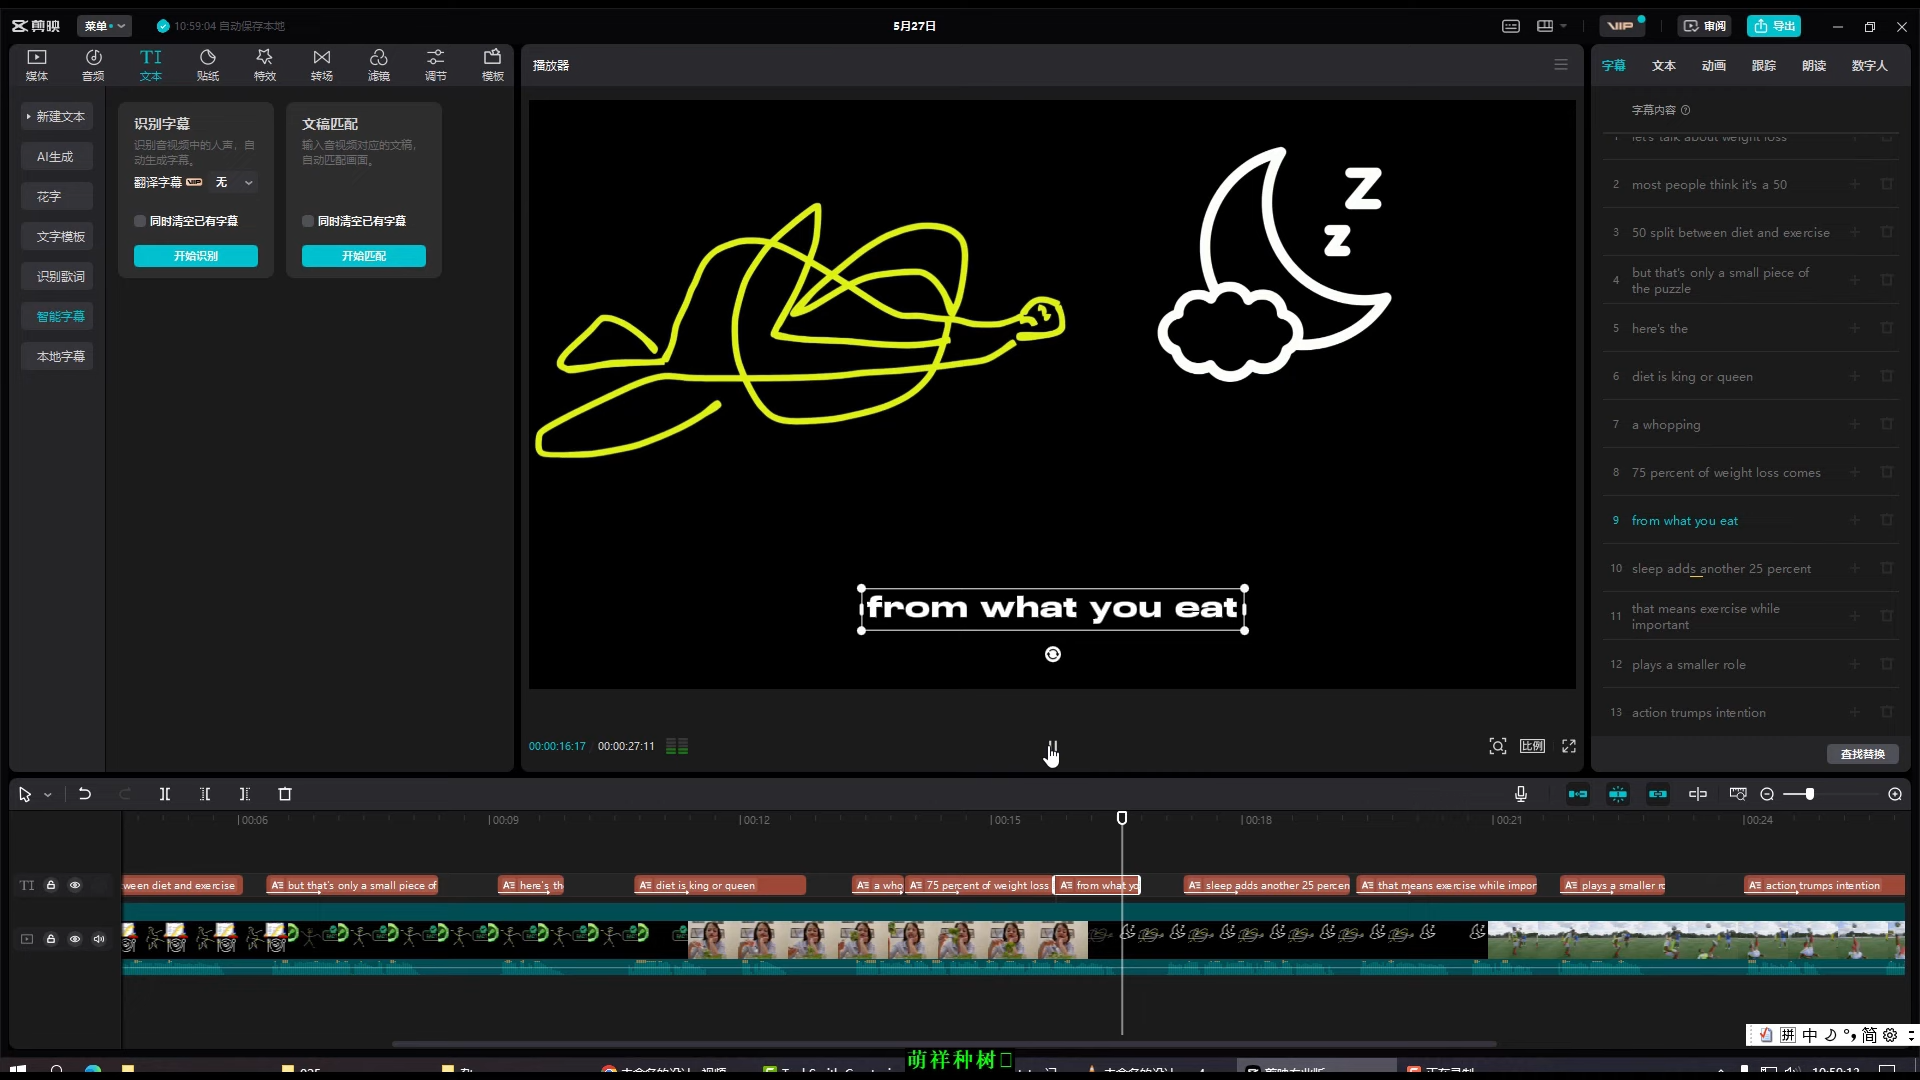 剪映
菜单
10:59:04 自动保存本地
5月27日
VIP
审阅
导出
媒体
音频
文本
贴纸
特效
转场
滤镜
调节
模板
新建文本
AI生成
花字
文字模板
识别歌词
智能字幕
本地字幕
识别字幕
识别音视频中的人声，自
动生成字幕。
翻译字幕 VIP 无
同时清空已有字幕
开始识别
文稿匹配
输入音视频对应的文稿，
自动匹配画面。
同时清空已有字幕
开始匹配
播放器
Z
Z
from what you eat
00:00:16:17 00:00:27:11
比例
字幕
文本
动画
跟踪
朗读
数字人
字幕内容
1 let's talk about weight loss
2 most people think it's a 50
3 50 split between diet and exercise
4 but that's only a small piece of
the puzzle
5 here's the
6 diet is king or queen
7 a whopping
8 75 percent of weight loss comes
9 from what you eat
10 sleep adds another 25 percent
11 that means exercise while
important
12 plays a smaller role
13 action trumps intention
查找替换
00:06
00:09
00:12
00:15
00:18
00:21
00:24
TI
ween diet and exercise
but that's only a small piece of
here's th
diet is king or queen
a who
75 percent of weight loss
from what yo
sleep adds another 25 percen
that means exercise while impor
plays a smaller ro
action trumps intention
拼 中 简
萌祥种树